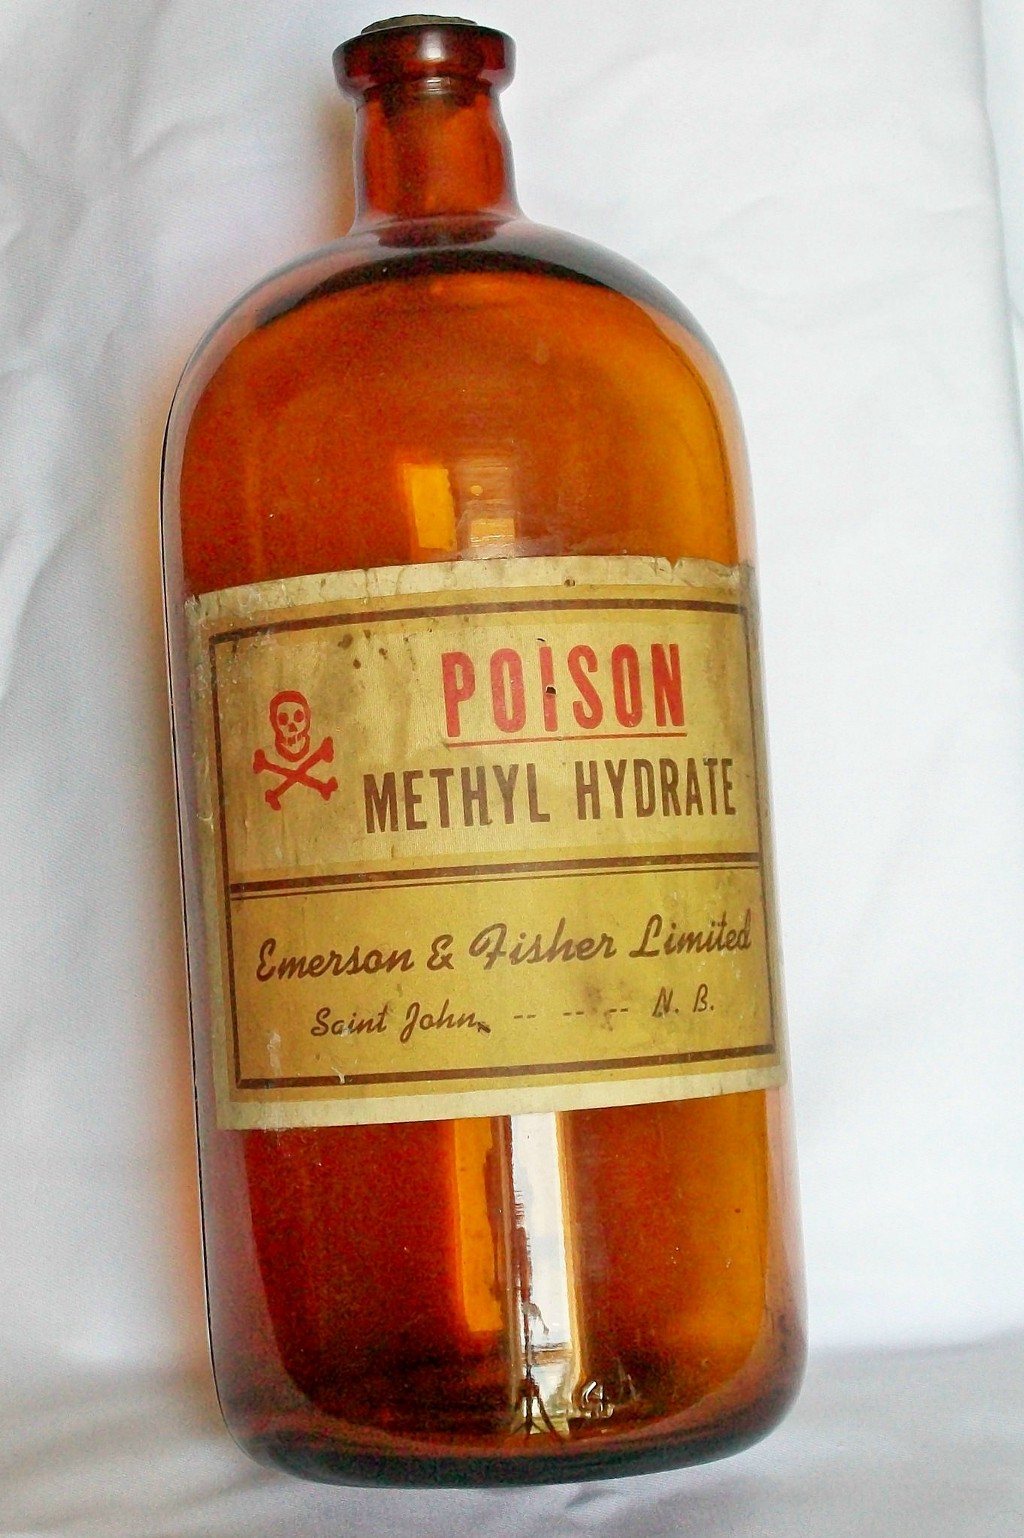 POISON
METHYL HYDRATE
Emerson & Fisher Limited
Saint John, -- -- -- N. B.